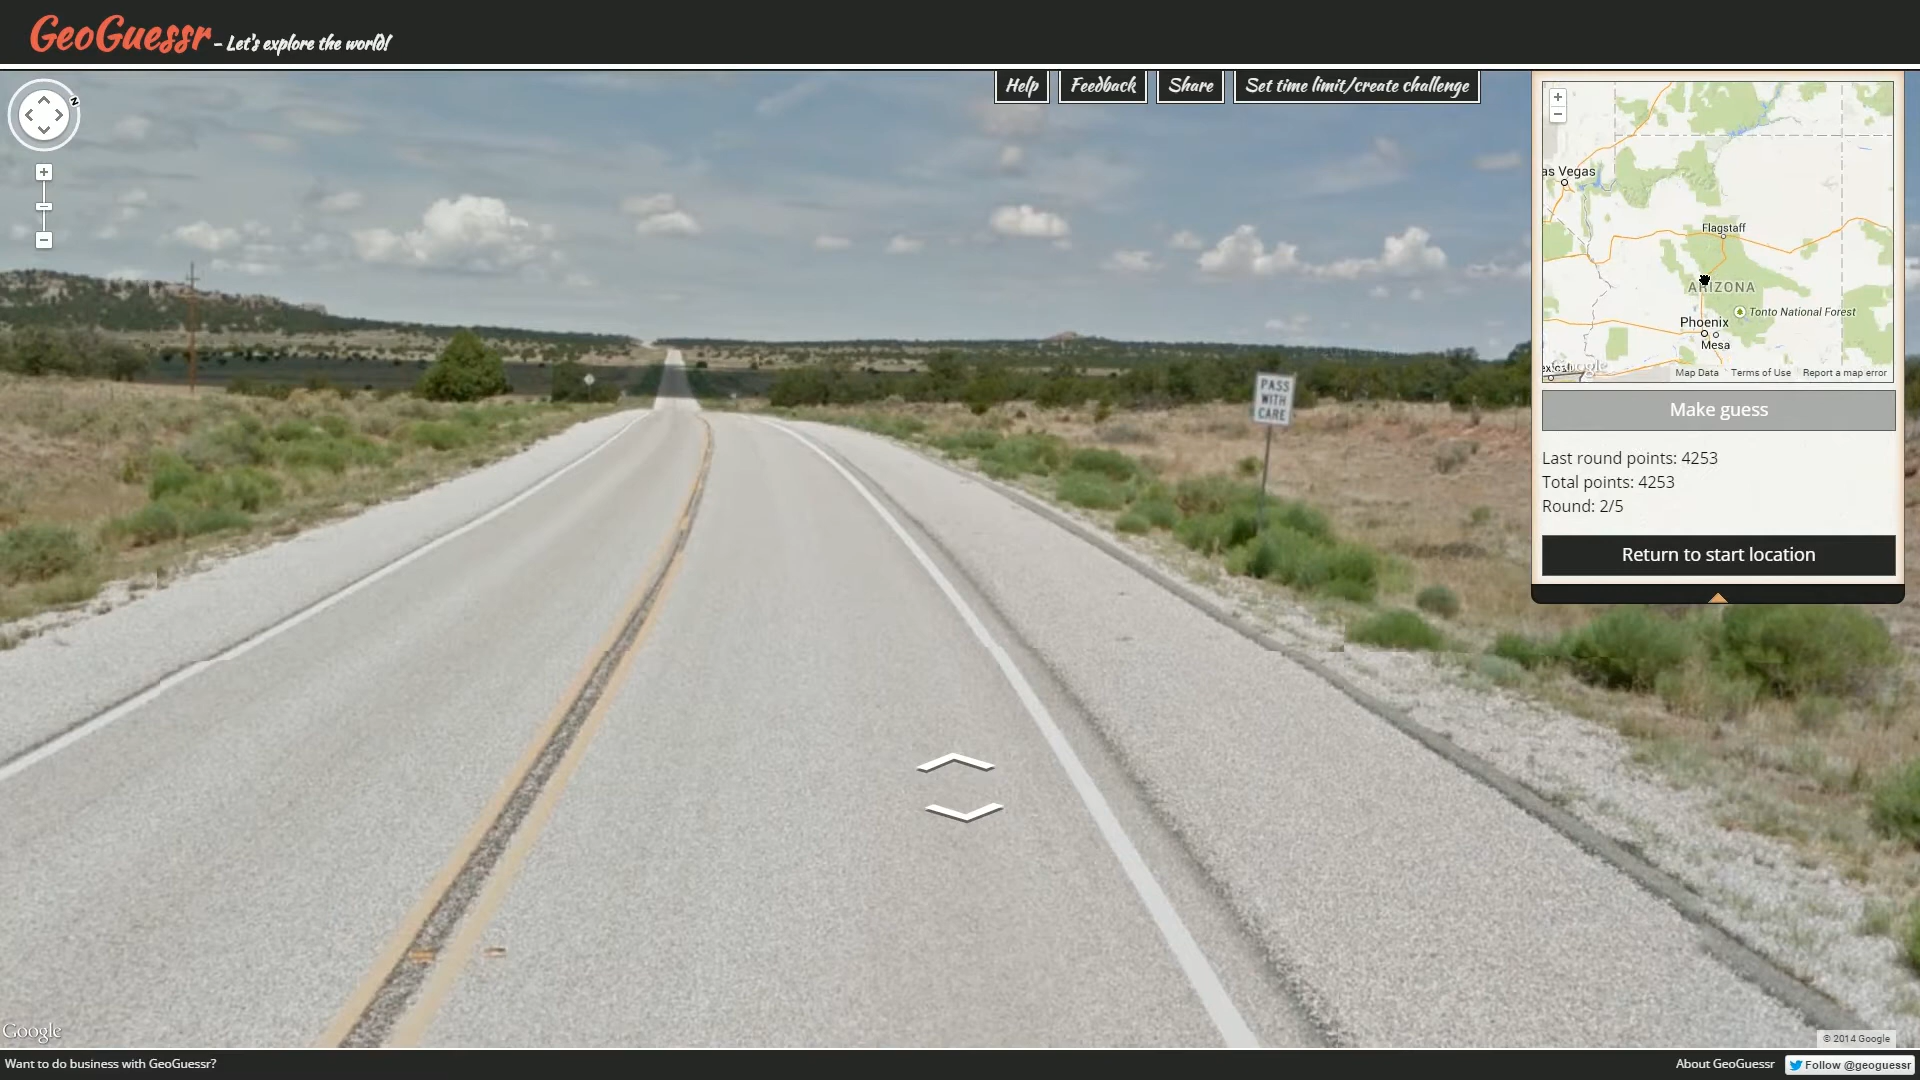 GeoGuessr - Let's explore the world!
Help
Feedback
Share
Set time limit/create challenge
N
as Vegas
Flagstaff
ARIZONA
Tonto National Forest
Phoenix
Mesa
Map Data
Terms of Use
Report a map error
Make guess
PASS
WITH
CARE
Last round points: 4253
Total points: 4253
Round: 2/5
Return to start location
Google
© 2014 Google
Want to do business with GeoGuessr?
About GeoGuessr
Follow @geoguessr